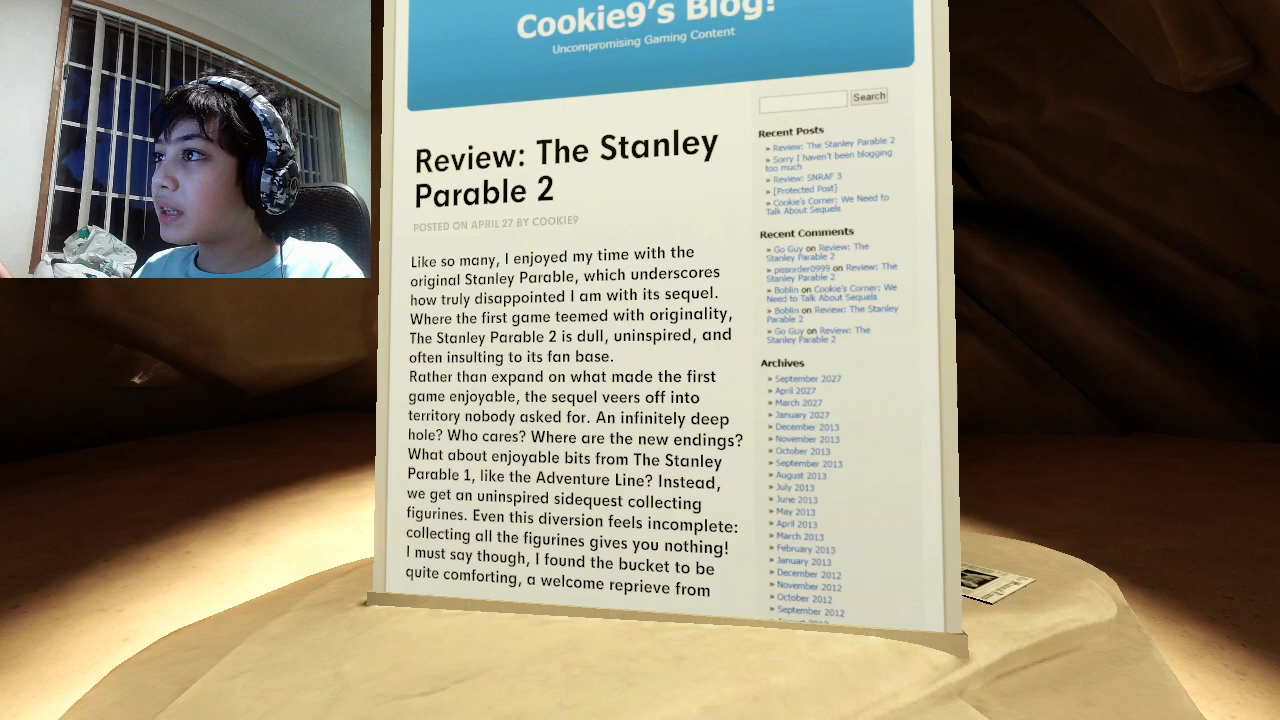 Cookie9's Blog!
Uncompromising Gaming Content
Review: The Stanley
Parable 2
POSTED ON APRIL 27 BY COOKIE9
Like so many, I enjoyed my time with the
original Stanley Parable, which underscores
how truly disappointed I am with its sequel.
Where the first game teemed with originality,
The Stanley Parable 2 is dull, uninspired, and
often insulting to its fan base.
Rather than expand on what made the first
game enjoyable, the sequel veers off into
territory nobody asked for. An infinitely deep
hole? Who cares? Where are the new endings?
What about enjoyable bits from The Stanley
Parable 1, like the Adventure Line? Instead,
we get an uninspired sidequest collecting
figurines. Even this diversion feels incomplete:
collecting all the figurines gives you nothing!
I must say though, I found the bucket to be
quite comforting, a welcome reprieve from
Search
Recent Posts
» Review: The Stanley Parable 2
» Sorry I haven't been blogging
too much
» Review: SNRAF 3
» [Protected Post]
» Cookie's Corner: We Need to
Talk About Sequels
Recent Comments
» Go Guy on Review: The
Stanley Parable 2
» pissorder0999 on Review: The
Stanley Parable 2
» Boblin on Cookie's Corner: We
Need to Talk About Sequels
» Boblin on Review: The Stanley
Parable 2
» Go Guy on Review: The
Stanley Parable 2
Archives
» September 2027
» April 2027
» March 2027
» January 2027
» December 2013
» November 2013
» October 2013
» September 2013
» August 2013
» July 2013
» June 2013
» May 2013
» April 2013
» March 2013
» February 2013
» January 2013
» December 2012
» November 2012
» October 2012
» September 2012